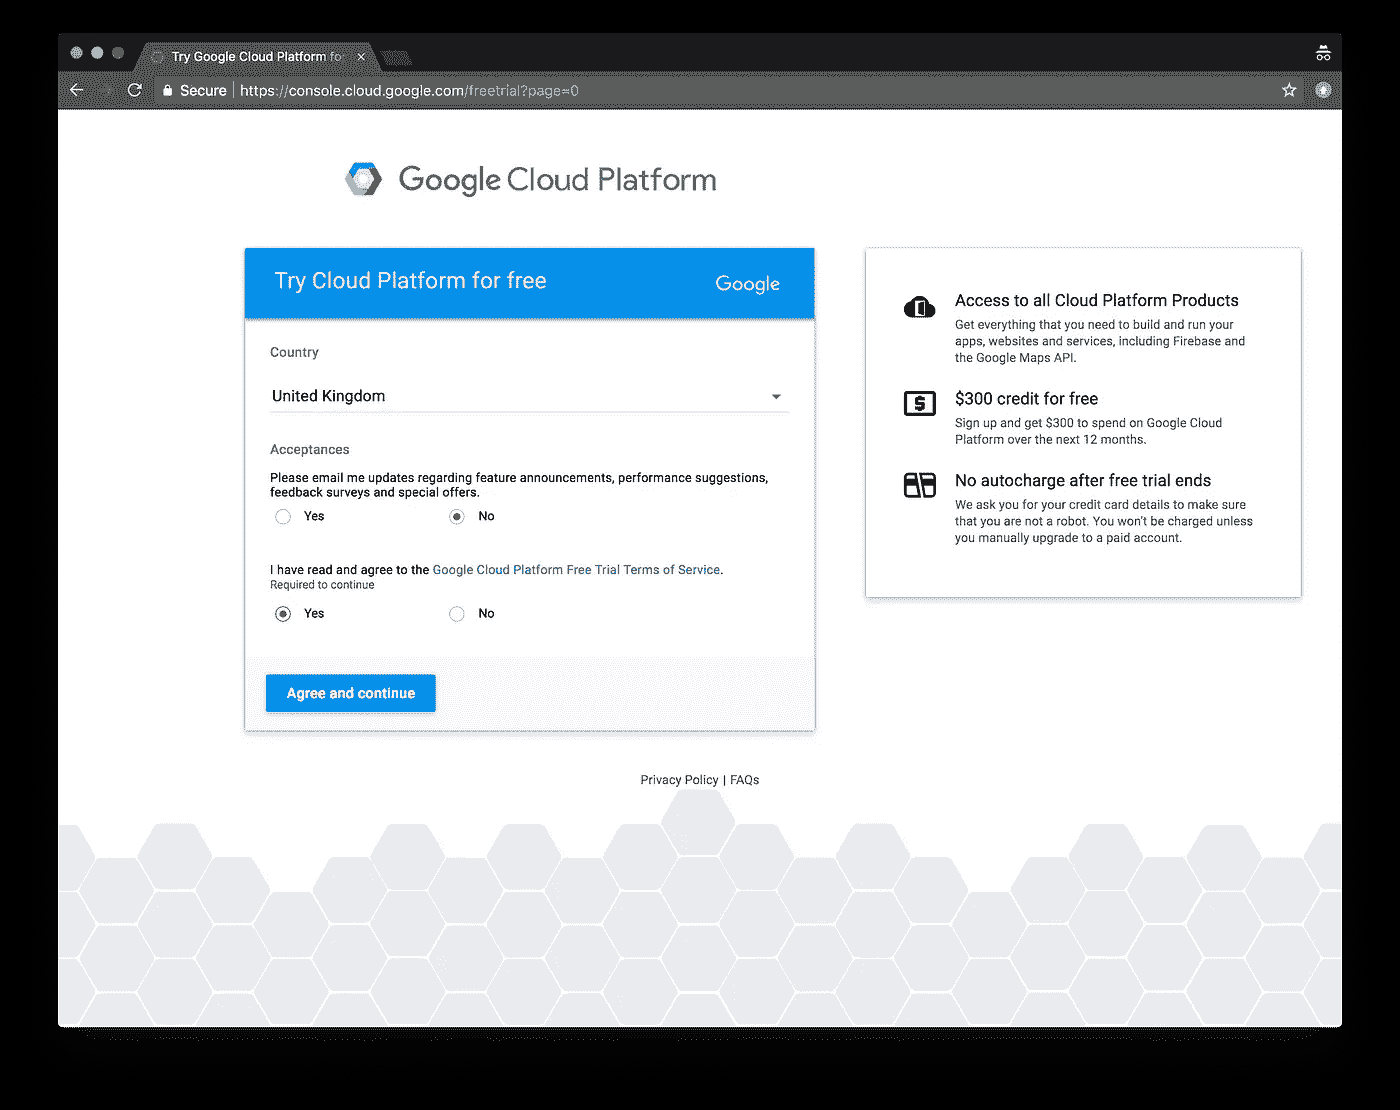 Try Google Cloud Platform fo
Secure
https://console.cloud.google.com/freetrial?page=0
Google Cloud Platform
Try Cloud Platform for free
Google
Country
United Kingdom
Acceptances
Please email me updates regarding feature announcements, performance suggestions,
feedback surveys and special offers.
Yes
No
I have read and agree to the Google Cloud Platform Free Trial Terms of Service.
Required to continue
Yes
No
Agree and continue
Access to all Cloud Platform Products
Get everything that you need to build and run your
apps, websites and services, including Firebase and
the Google Maps API.
$300 credit for free
Sign up and get $300 to spend on Google Cloud
Platform over the next 12 months.
No autocharge after free trial ends
We ask you for your credit card details to make sure
that you are not a robot. You won't be charged unless
you manually upgrade to a paid account.
Privacy Policy | FAQs